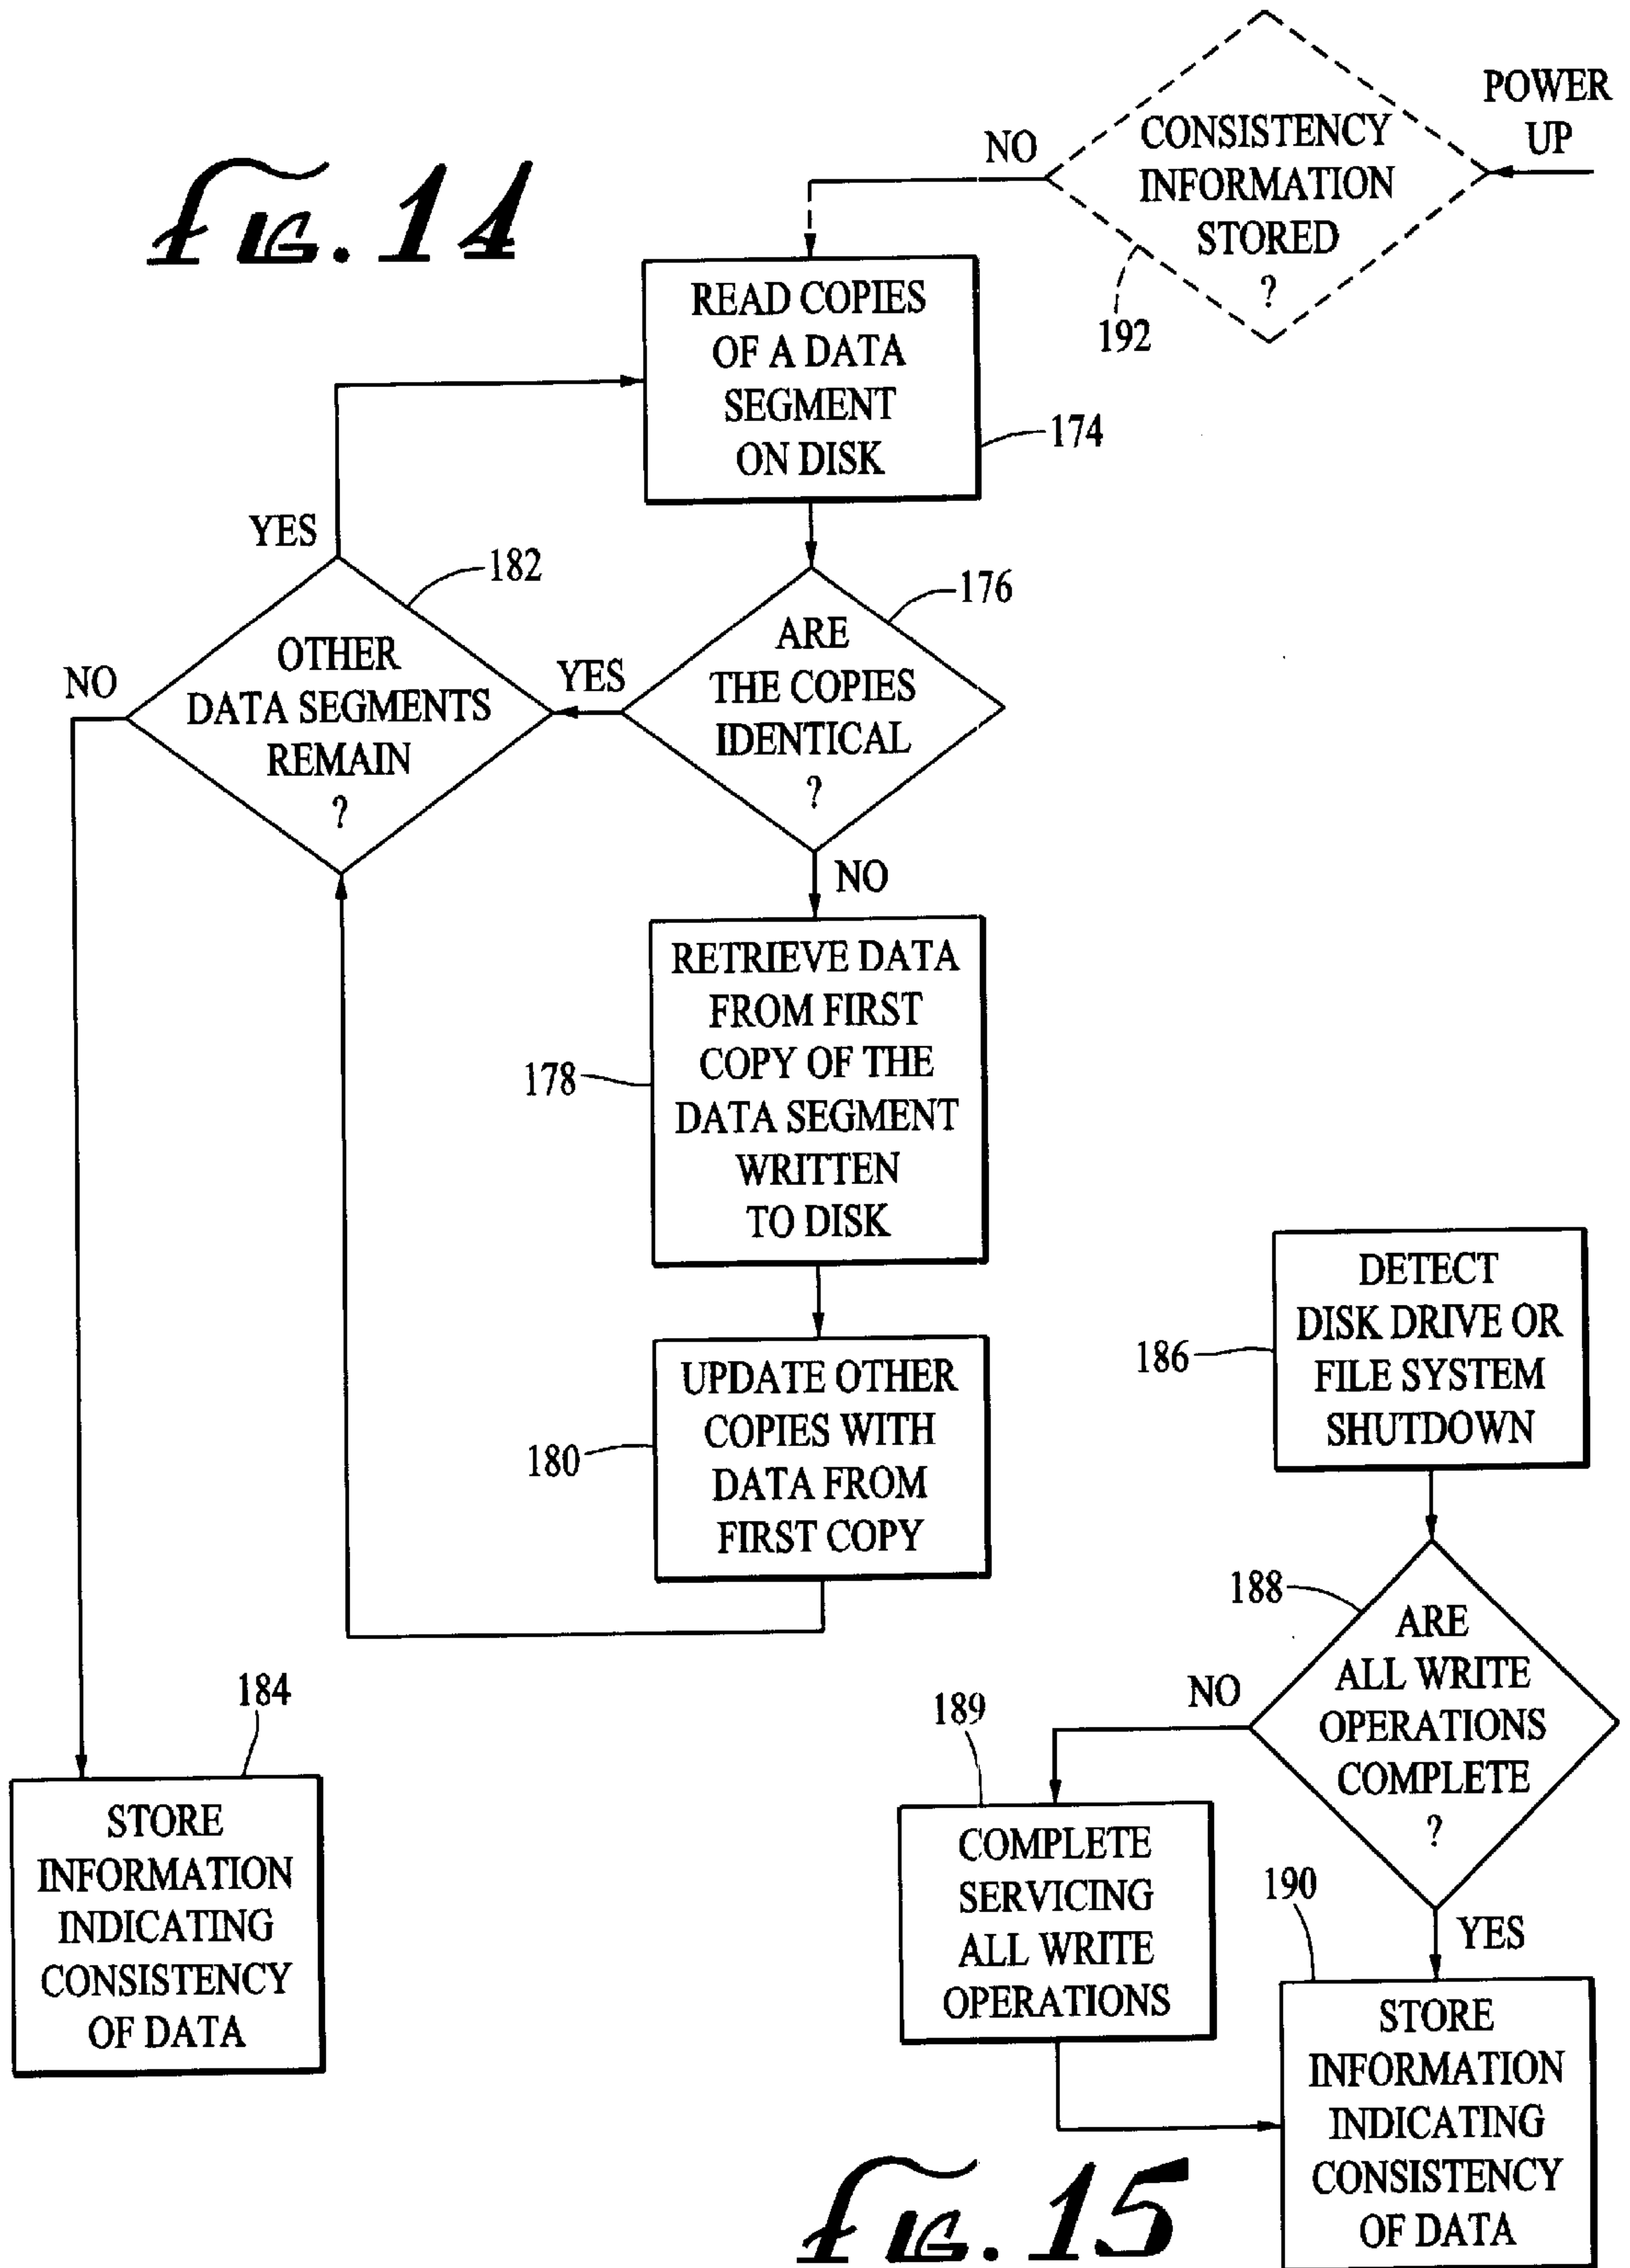 FIG. 14
POWER
UP
NO
CONSISTENCY
INFORMATION
STORED
?
192
READ COPIES
OF A DATA
SEGMENT
ON DISK
174
YES
182
176
OTHER
DATA SEGMENTS
REMAIN
?
NO
YES
ARE
THE COPIES
IDENTICAL
?
NO
RETRIEVE DATA
FROM FIRST
COPY OF THE
DATA SEGMENT
WRITTEN
TO DISK
178
UPDATE OTHER
COPIES WITH
DATA FROM
FIRST COPY
180
184
STORE
INFORMATION
INDICATING
CONSISTENCY
OF DATA
DETECT
DISK DRIVE OR
FILE SYSTEM
SHUTDOWN
186
188
ARE
ALL WRITE
OPERATIONS
COMPLETE
?
NO
189
COMPLETE
SERVICING
ALL WRITE
OPERATIONS
190
YES
STORE
INFORMATION
INDICATING
CONSISTENCY
OF DATA
FIG. 15